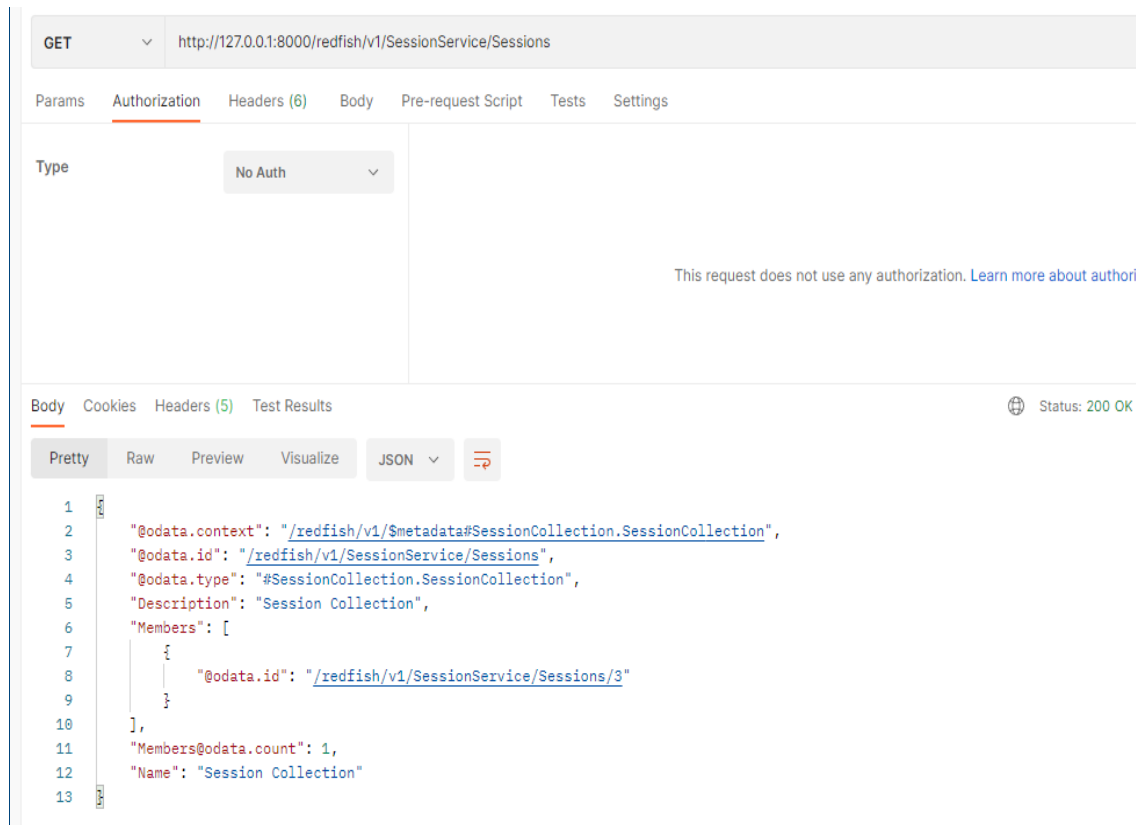 GET http://127.0.0.1:8000/redfish/v1/SessionService/Sessions
Params Authorization Headers (6) Body Pre-request Script Tests Settings
Type No Auth
This request does not use any authorization. Learn more about authori
Body Cookies Headers (5) Test Results Status: 200 OK
Pretty Raw Preview Visualize JSON
1 {
2 "@odata.context": "/redfish/v1/$metadata#SessionCollection.SessionCollection",
3 "@odata.id": "/redfish/v1/SessionService/Sessions",
4 "@odata.type": "#SessionCollection.SessionCollection",
5 "Description": "Session Collection",
6 "Members": [
7 {
8 "@odata.id": "/redfish/v1/SessionService/Sessions/3"
9 }
10 ],
11 "Members@odata.count": 1,
12 "Name": "Session Collection"
13 }